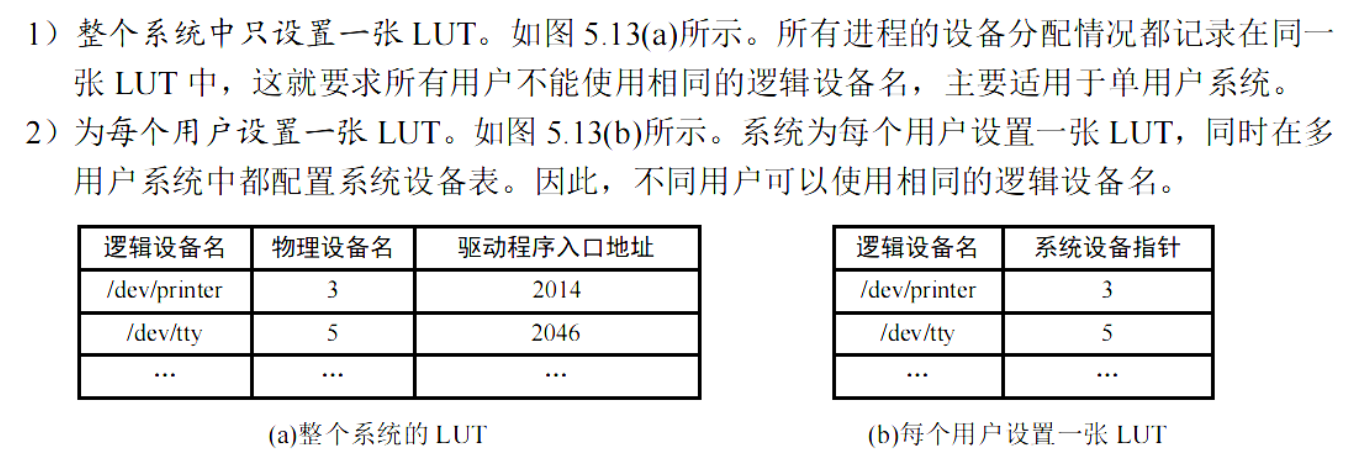 1）整个系统中只设置一张 LUT。如图 5.13(a)所示。所有进程的设备分配情况都记录在同一
张 LUT 中，这就要求所有用户不能使用相同的逻辑设备名，主要适用于单用户系统。
2）为每个用户设置一张 LUT。如图 5.13(b)所示。系统为每个用户设置一张 LUT，同时在多
用户系统中都配置系统设备表。因此，不同用户可以使用相同的逻辑设备名。
逻辑设备名 物理设备名 驱动程序入口地址
/dev/printer 3 2014
/dev/tty 5 2046
… … …
(a)整个系统的 LUT
逻辑设备名 系统设备指针
/dev/printer 3
/dev/tty 5
… …
(b)每个用户设置一张 LUT